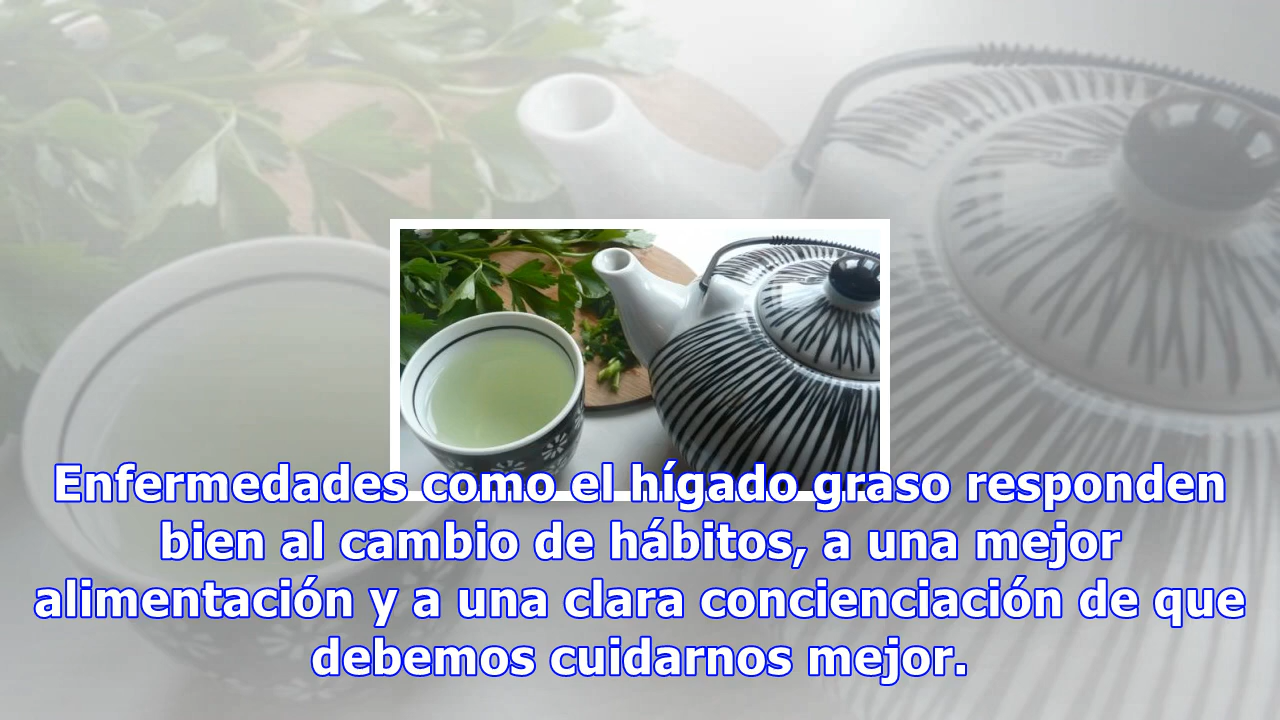 Enfermedades como el hígado graso responden
bien al cambio de hábitos, a una mejor
alimentación y a una clara concienciación de que
debemos cuidarnos mejor.